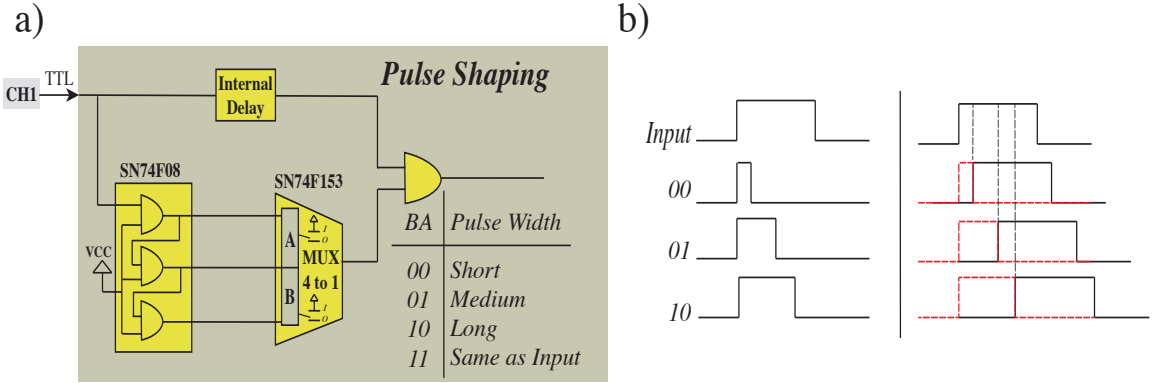 a)
CH1
TTL
Internal
Delay
Pulse Shaping
SN74F08
VCC
SN74F153
A
1
0
MUX
4 to 1
B
1
0
BA Pulse Width
00 Short
01 Medium
10 Long
11 Same as Input
b)
Input
00
01
10